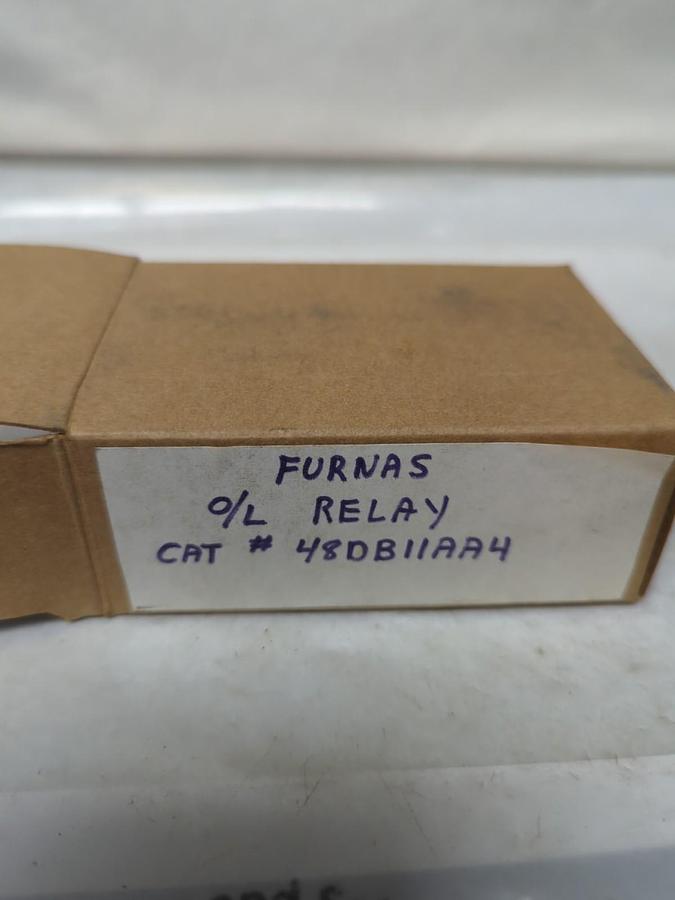 FURNAS
O/L RELAY
CAT # 48DB11AA4